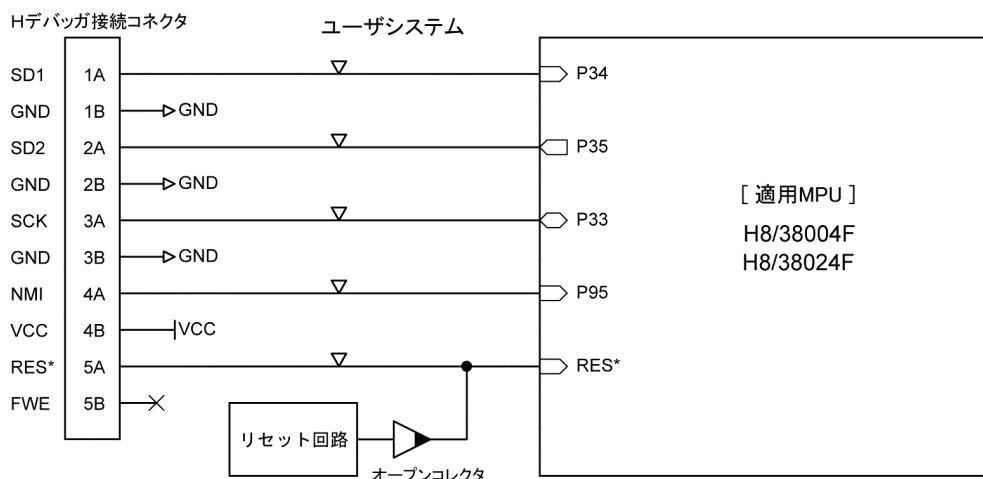 Hデバッガ接続コネクタ
ユーザシステム
SD1 1A P34
GND 1B GND
SD2 2A P35
GND 2B GND
SCK 3A P33
GND 3B GND
NMI 4A P95
VCC 4B VCC
RES* 5A RES*
FWE 5B
[ 適用MPU ]
H8/38004F
H8/38024F
リセット回路
オープンコレクタ